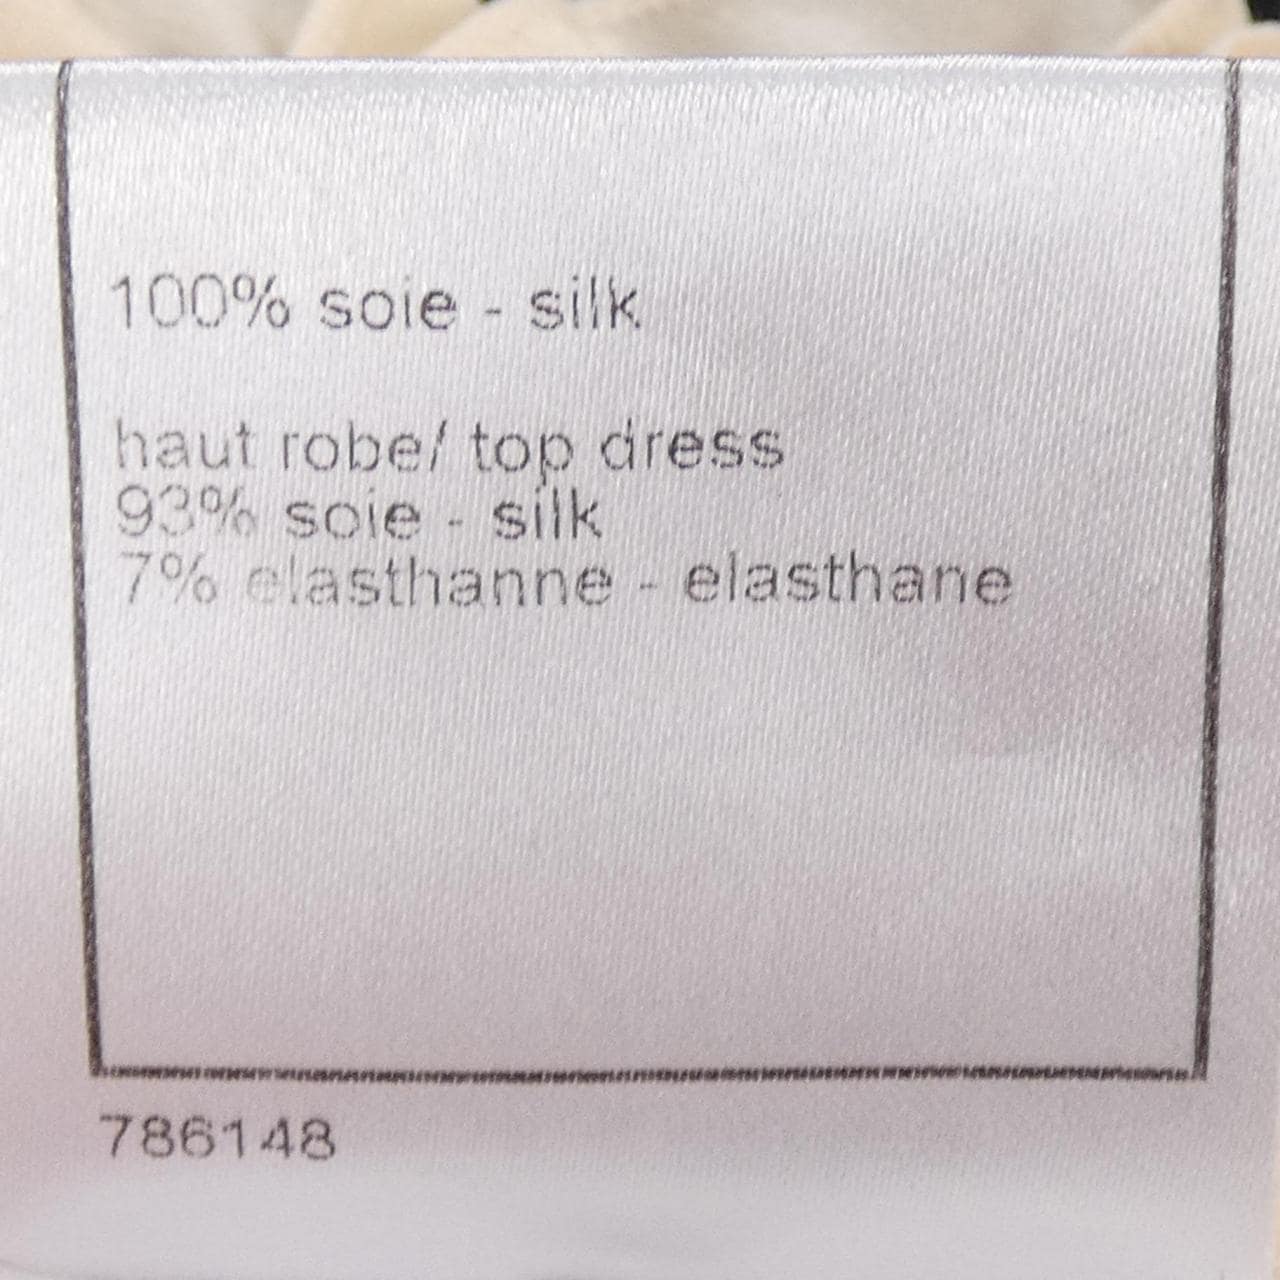 100% soie - silk
haut robe/ top dress
93% soie - silk
7% elasthanne - elasthane
786148